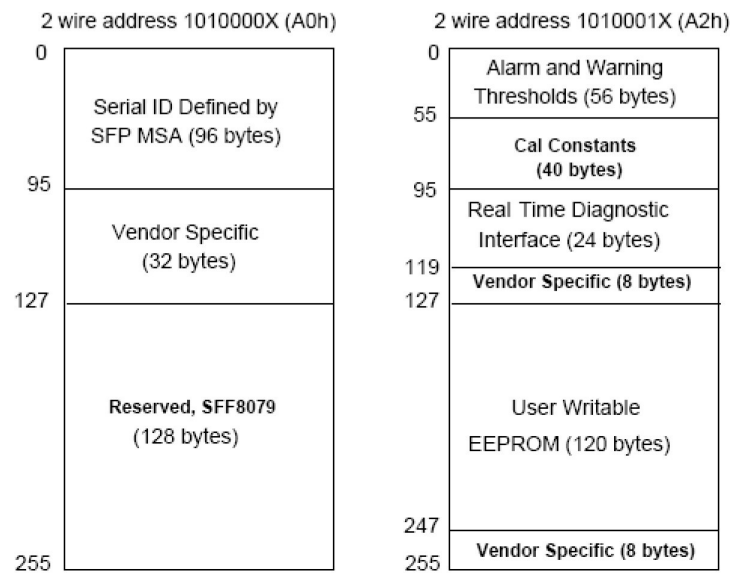 2 wire address 1010000X (A0h)
0
Serial ID Defined by
SFP MSA (96 bytes)
95
Vendor Specific
(32 bytes)
127
Reserved, SFF8079
(128 bytes)
255
2 wire address 1010001X (A2h)
0
Alarm and Warning
Thresholds (56 bytes)
55
Cal Constants
(40 bytes)
95
Real Time Diagnostic
Interface (24 bytes)
119
Vendor Specific (8 bytes)
127
User Writable
EEPROM (120 bytes)
247
Vendor Specific (8 bytes)
255